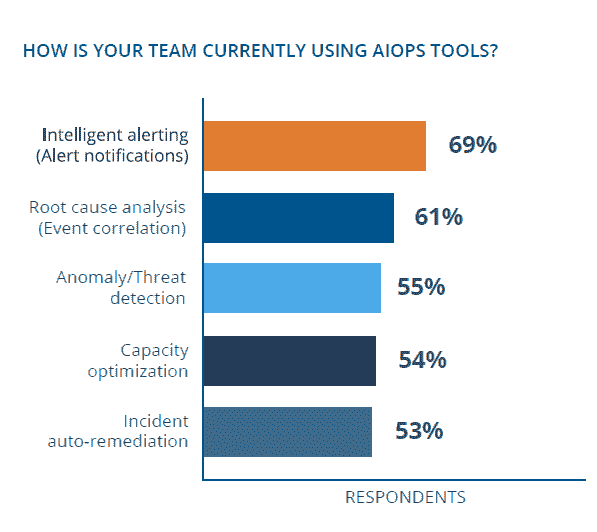 HOW IS YOUR TEAM CURRENTLY USING AIOPS TOOLS?
Intelligent alerting
(Alert notifications)
69%
Root cause analysis
(Event correlation)
61%
Anomaly/Threat
detection
55%
Capacity
optimization
54%
Incident
auto-remediation
53%
RESPONDENTS